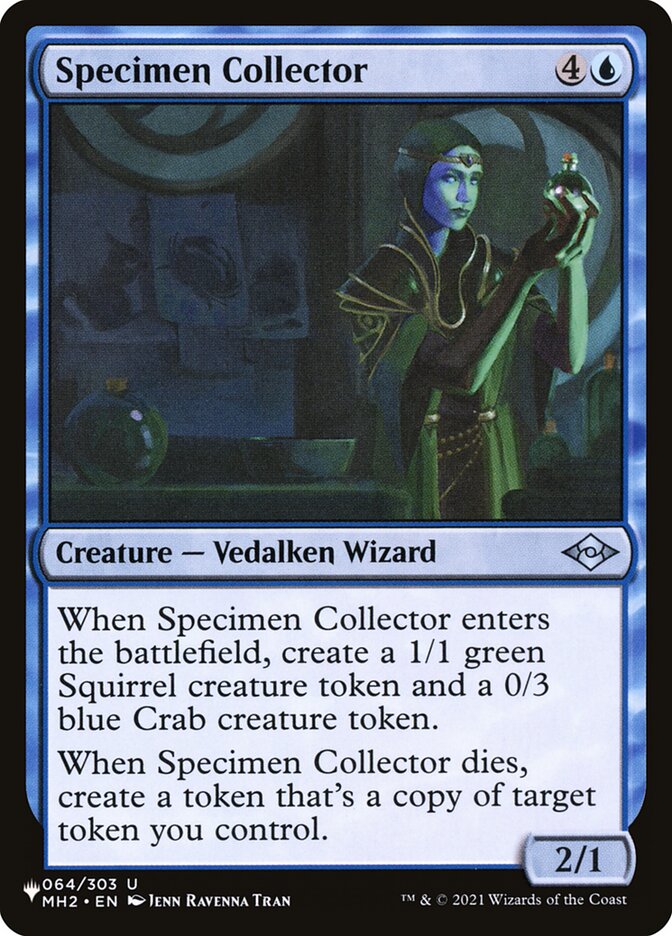 Specimen Collector 4
Creature — Vedalken Wizard
When Specimen Collector enters
the battlefield, create a 1/1 green
Squirrel creature token and a 0/3
blue Crab creature token.
When Specimen Collector dies,
create a token that's a copy of target
token you control.
2/1
064/303 U
MH2 • EN Jenn Ravenna Tran
™ & © 2021 Wizards of the Coast